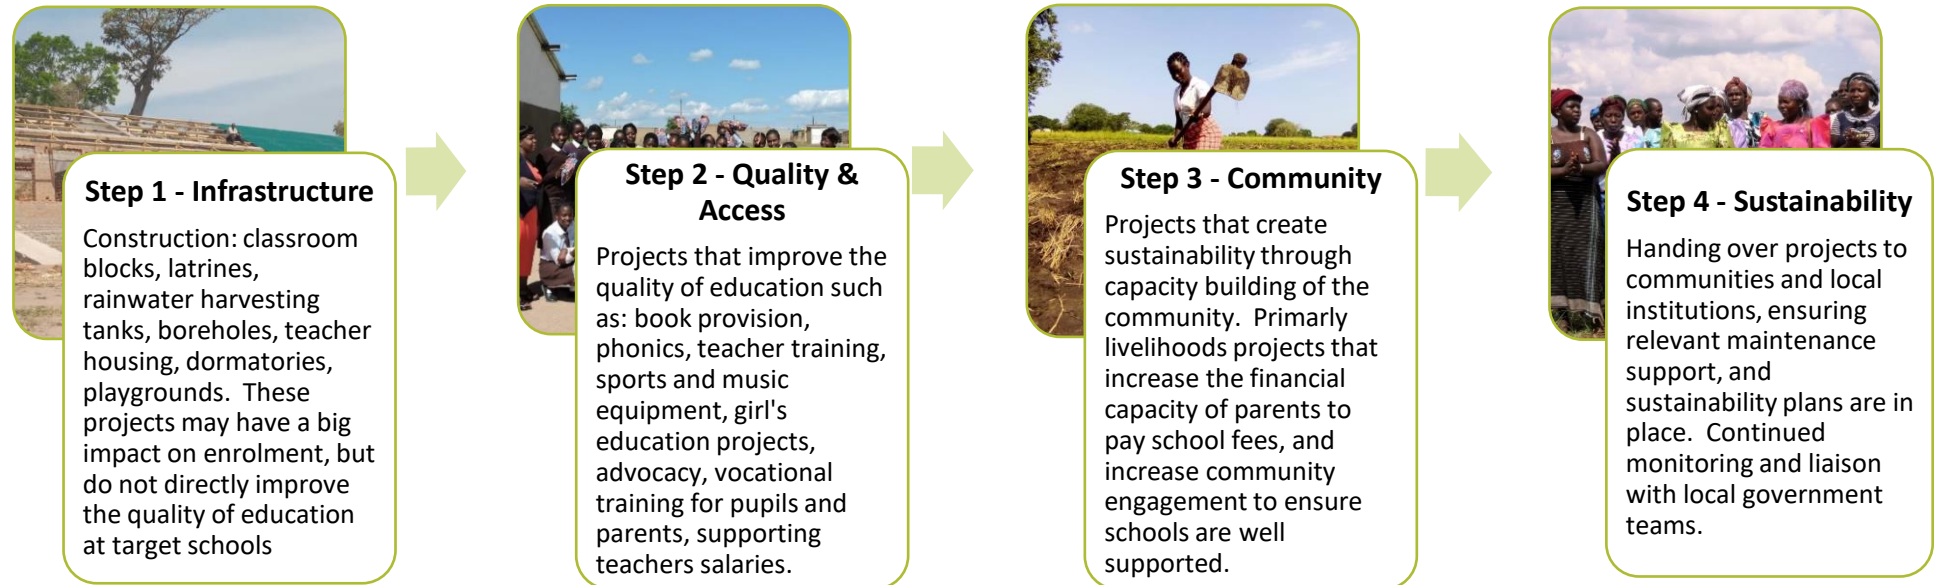 Step 1 - Infrastructure
Construction: classroom
blocks, latrines,
rainwater harvesting
tanks, boreholes, teacher
housing, dormatories,
playgrounds.  These
projects may have a big
impact on enrolment, but
do not directly improve
the quality of education
at target schools
Step 2 - Quality &
Access
Projects that improve the
quality of education such
as: book provision,
phonics, teacher training,
sports and music
equipment, girl's
education projects,
advocacy, vocational
training for pupils and
parents, supporting
teachers salaries.
Step 3 - Community
Projects that create
sustainability through
capacity building of the
community.  Primarly
livelihoods projects that
increase the financial
capacity of parents to
pay school fees, and
increase community
engagement to ensure
schools are well
supported.
Step 4 - Sustainability
Handing over projects to
communities and local
institutions, ensuring
relevant maintenance
support, and
sustainability plans are in
place.  Continued
monitoring and liaison
with local government
teams.